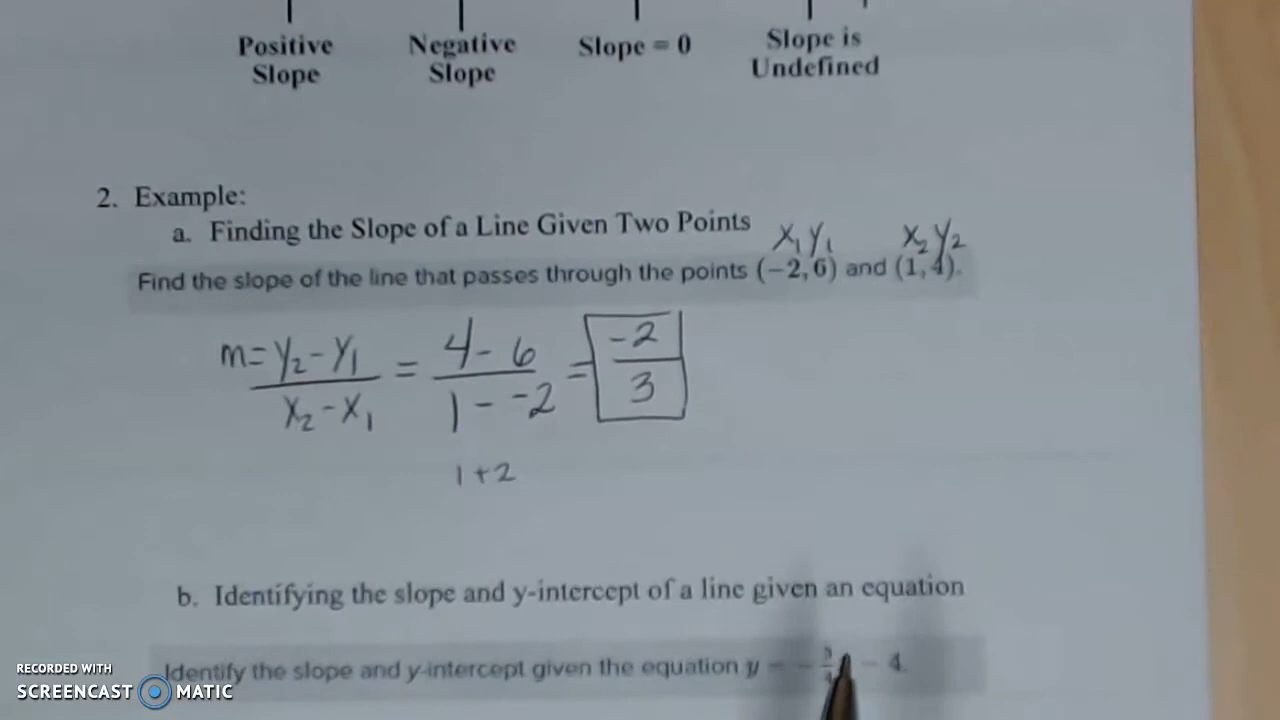 Positive Negative Slope = 0 Slope is
Slope Slope Undefined
2. Example:
a. Finding the Slope of a Line Given Two Points
X₁ Y₁ X₂ Y₂
Find the slope of the line that passes through the points (−2, 6) and (1, 4).
m = Y₂ - Y₁ / X₂ - X₁ = 4 - 6 / 1 - -2 = -2 / 3
1 + 2
b. Identifying the slope and y-intercept of a line given an equation
Identify the slope and y-intercept given the equation y = − − 4.
RECORDED WITH
SCREENCAST MATIC